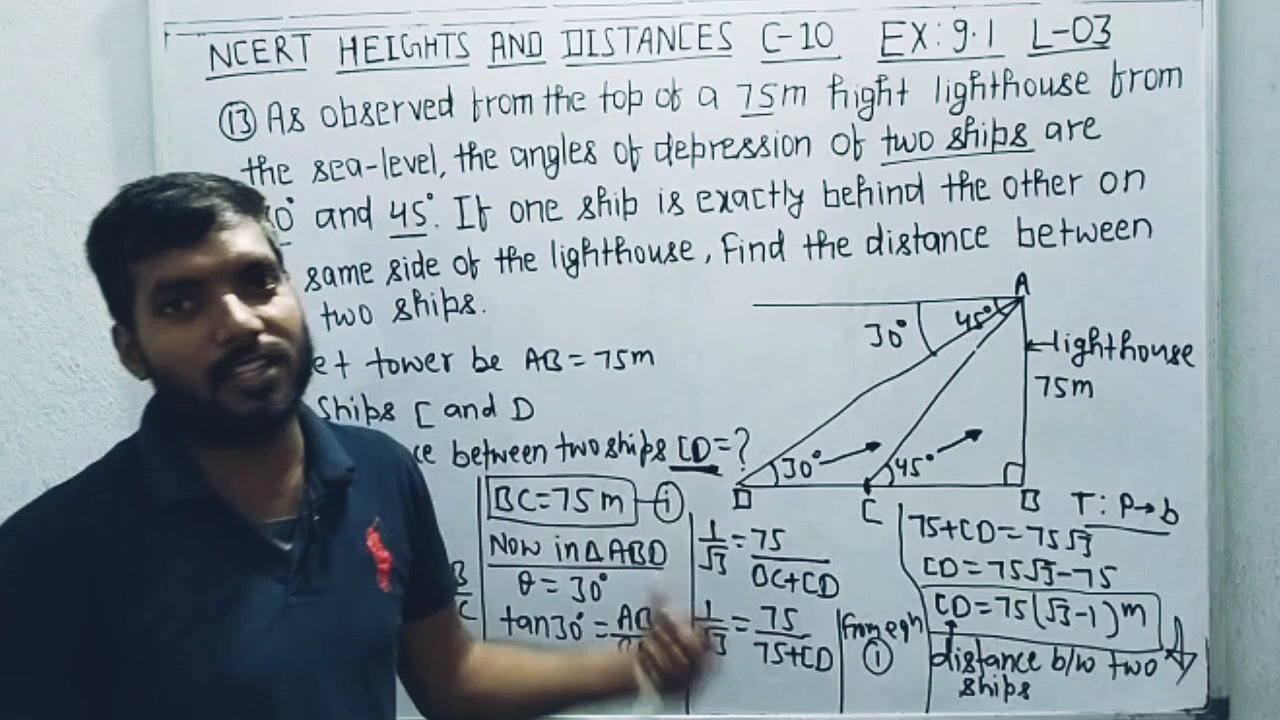 NCERT HEIGHTS AND DISTANCES C-10 EX: 9.1 L-03
(13) As observed from the top of a 75m hight lighthouse from
the sea-level, the angles of depression of two ships are
0° and 45°. If one ship is exactly behind the other on
same side of the lighthouse, Find the distance between
two ships.
et tower be AB = 75m
Ships C and D
ce between two ships CD = ?
A
30° 45°
lighthouse
75m
30° 45°
D C B
T: P→b
BC = 75 m — (i)
Now in △ABD
θ = 30°
tan30° = AB
1/√3 = 75/BC+CD
1/√3 = 75/75+CD
From eqn (1)
75+CD = 75√3
CD = 75√3-75
CD = 75(√3-1)m
distance b/w two
ships